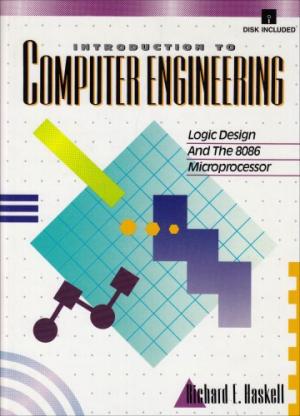 DISK INCLUDED
INTRODUCTION TO
COMPUTER ENGINEERING
Logic Design
And The 8086
Microprocessor
Richard E. Haskell